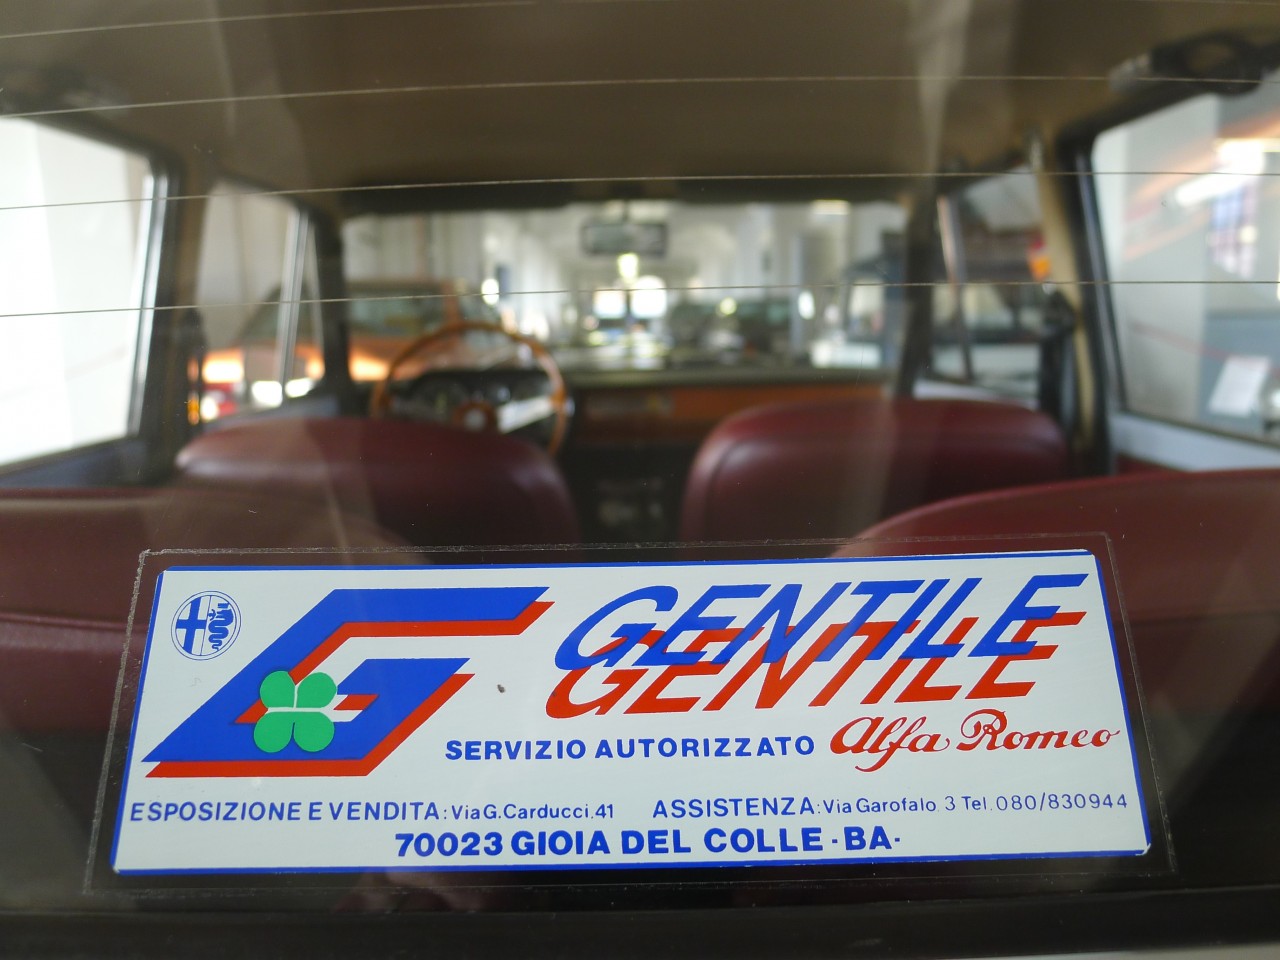 G
GENTILE
GENTILE
SERVIZIO AUTORIZZATO Alfa Romeo
ESPOSIZIONE E VENDITA: Via G. Carducci. 41 ASSISTENZA: Via Garofalo. 3 Tel. 080/830944
70023 GIOIA DEL COLLE - BA -